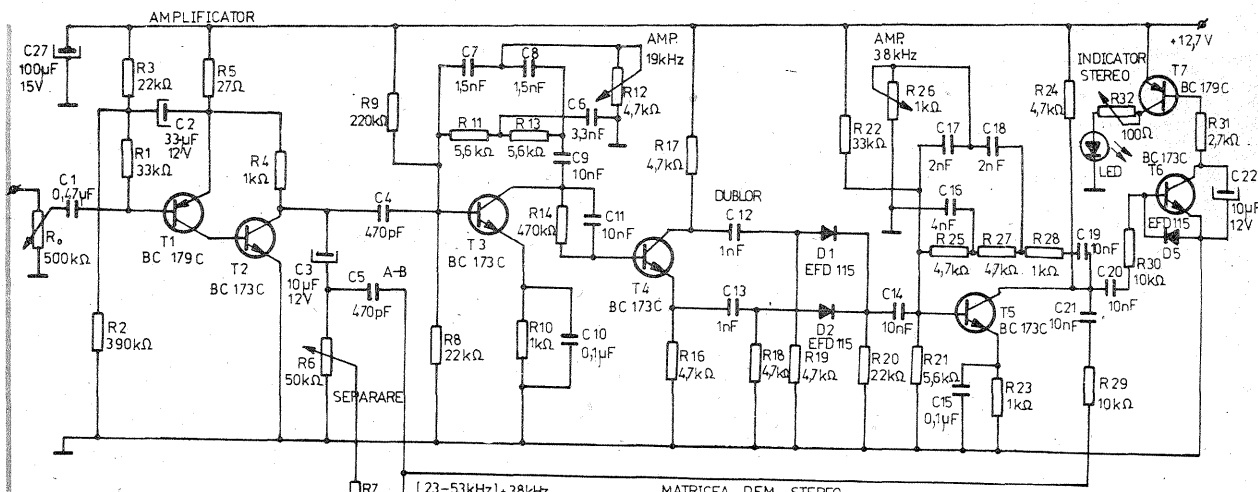 AMPLIFICATOR
C27
100µF
15V
R3
22kΩ
R5
27Ω
C2
33µF
12V
R1
33kΩ
R4
1kΩ
C1
0,47µF
R.
500kΩ
T1
BC 179C
T2
BC 173C
R2
390kΩ
C3
10µF
12V
C4
470pF
C5
470pF
A-B
R6
50kΩ
SEPARARE
R7
R9
220kΩ
R8
22kΩ
C7
1,5nF
C8
1,5nF
R11
5,6kΩ
R13
5,6kΩ
C6
3,3nF
AMP.
19kHz
R12
4,7kΩ
C9
10nF
T3
BC 173C
R14
470kΩ
C11
10nF
R10
1kΩ
C10
0,1µF
R17
4,7kΩ
T4
BC 173C
R16
4,7kΩ
DUBLOR
C12
1nF
C13
1nF
D1
EFD 115
D2
EFD 115
R18
4,7kΩ
R19
4,7kΩ
R20
22kΩ
C14
10nF
R21
5,6kΩ
R22
33kΩ
AMP.
38kHz
R26
1kΩ
C17
2nF
C18
2nF
C16
4nF
R25
4,7kΩ
R27
4,7kΩ
R28
1kΩ
C19
10nF
C20
10nF
T5
BC 173C
C21
10nF
C15
0,1µF
R23
1kΩ
R29
10kΩ
R24
4,7kΩ
+12,7V
INDICATOR
STEREO
T7
BC 179C
R32
100Ω
LED
R31
2,7kΩ
BC 173C
T6
EFD115
D5
C22
10µF
12V
R30
10kΩ
[23-53kHz]+38kHz
MATRICEA DEM. STEREO